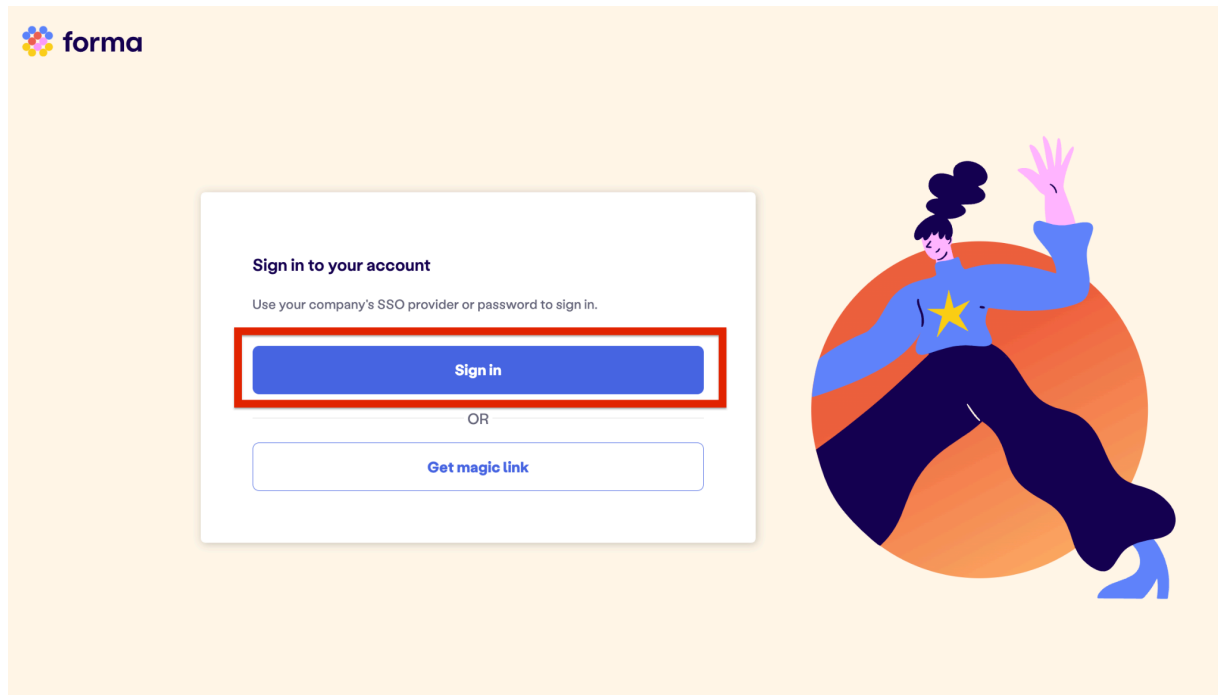 forma
Sign in to your account
Use your company's SSO provider or password to sign in.
Sign in
OR
Get magic link